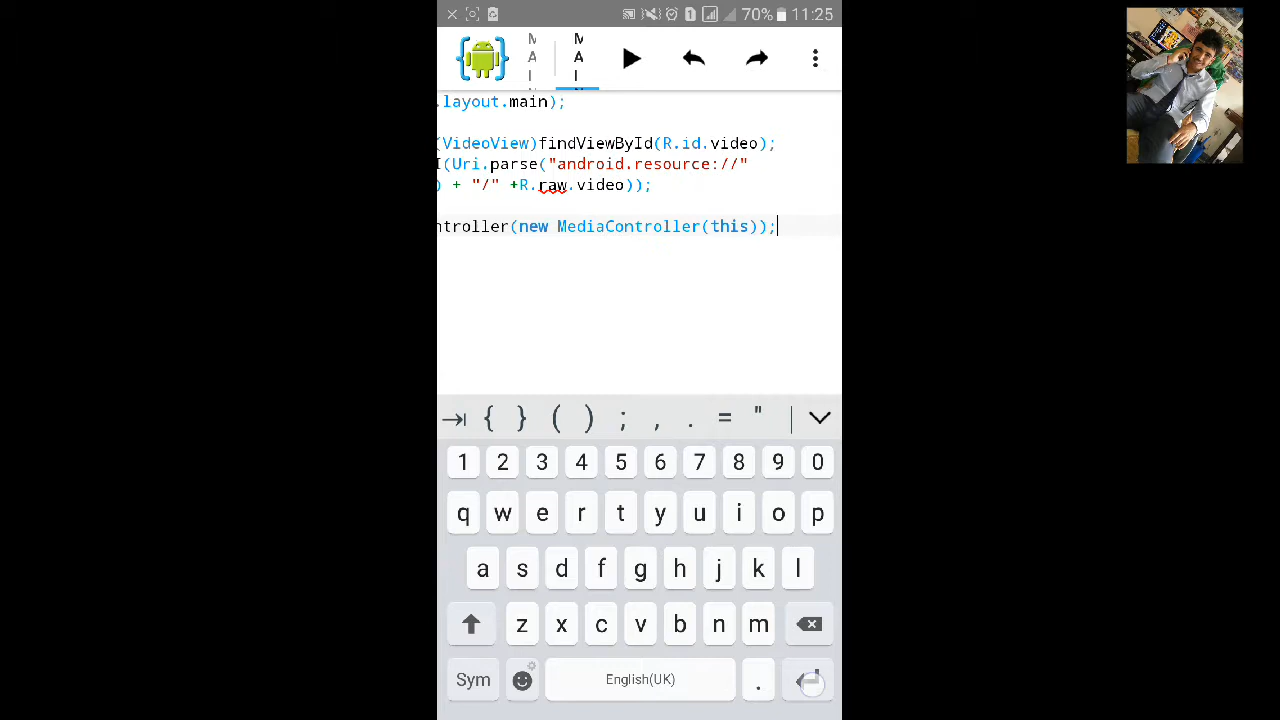 70% 11:25
1
M
A
I
M
A
I
.layout.main);
(VideoView)findViewById(R.id.video);
(Uri.parse("android.resource://"
) + "/" +R.raw.video));
ntroller(new MediaController(this));
{ } ( ) ; , . = " |
1 2 3 4 5 6 7 8 9 0
q w e r t y u i o p
a s d f g h j k l
z x c v b n m
Sym English(UK) .